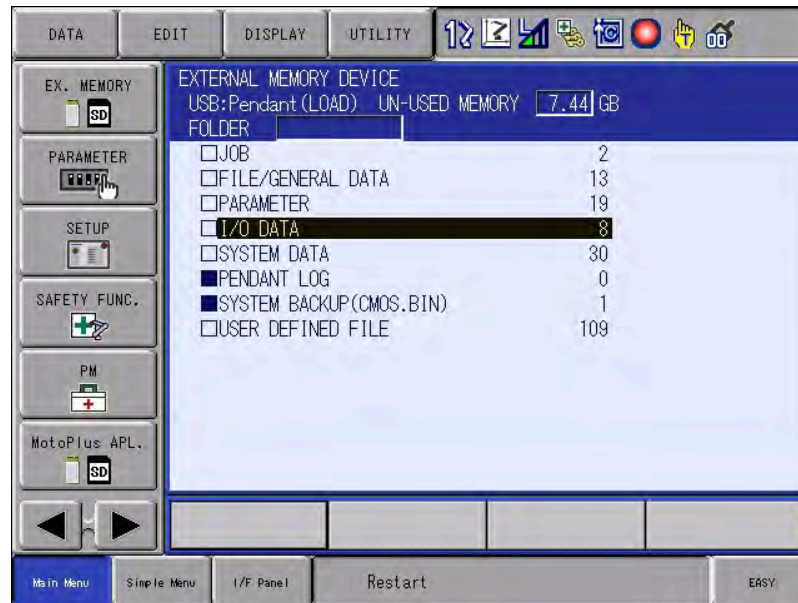 DATA EDIT DISPLAY UTILITY
EX. MEMORY
SD
PARAMETER
SETUP
SAFETY FUNC.
PM
MotoPlus APL.
SD
EXTERNAL MEMORY DEVICE
USB:Pendant(LOAD) UN-USED MEMORY 7.44 GB
FOLDER
JOB 2
FILE/GENERAL DATA 13
PARAMETER 19
I/O DATA 8
SYSTEM DATA 30
PENDANT LOG 0
SYSTEM BACKUP(CMOS.BIN) 1
USER DEFINED FILE 109
Main Menu Simple Menu I/F Panel Restart EASY